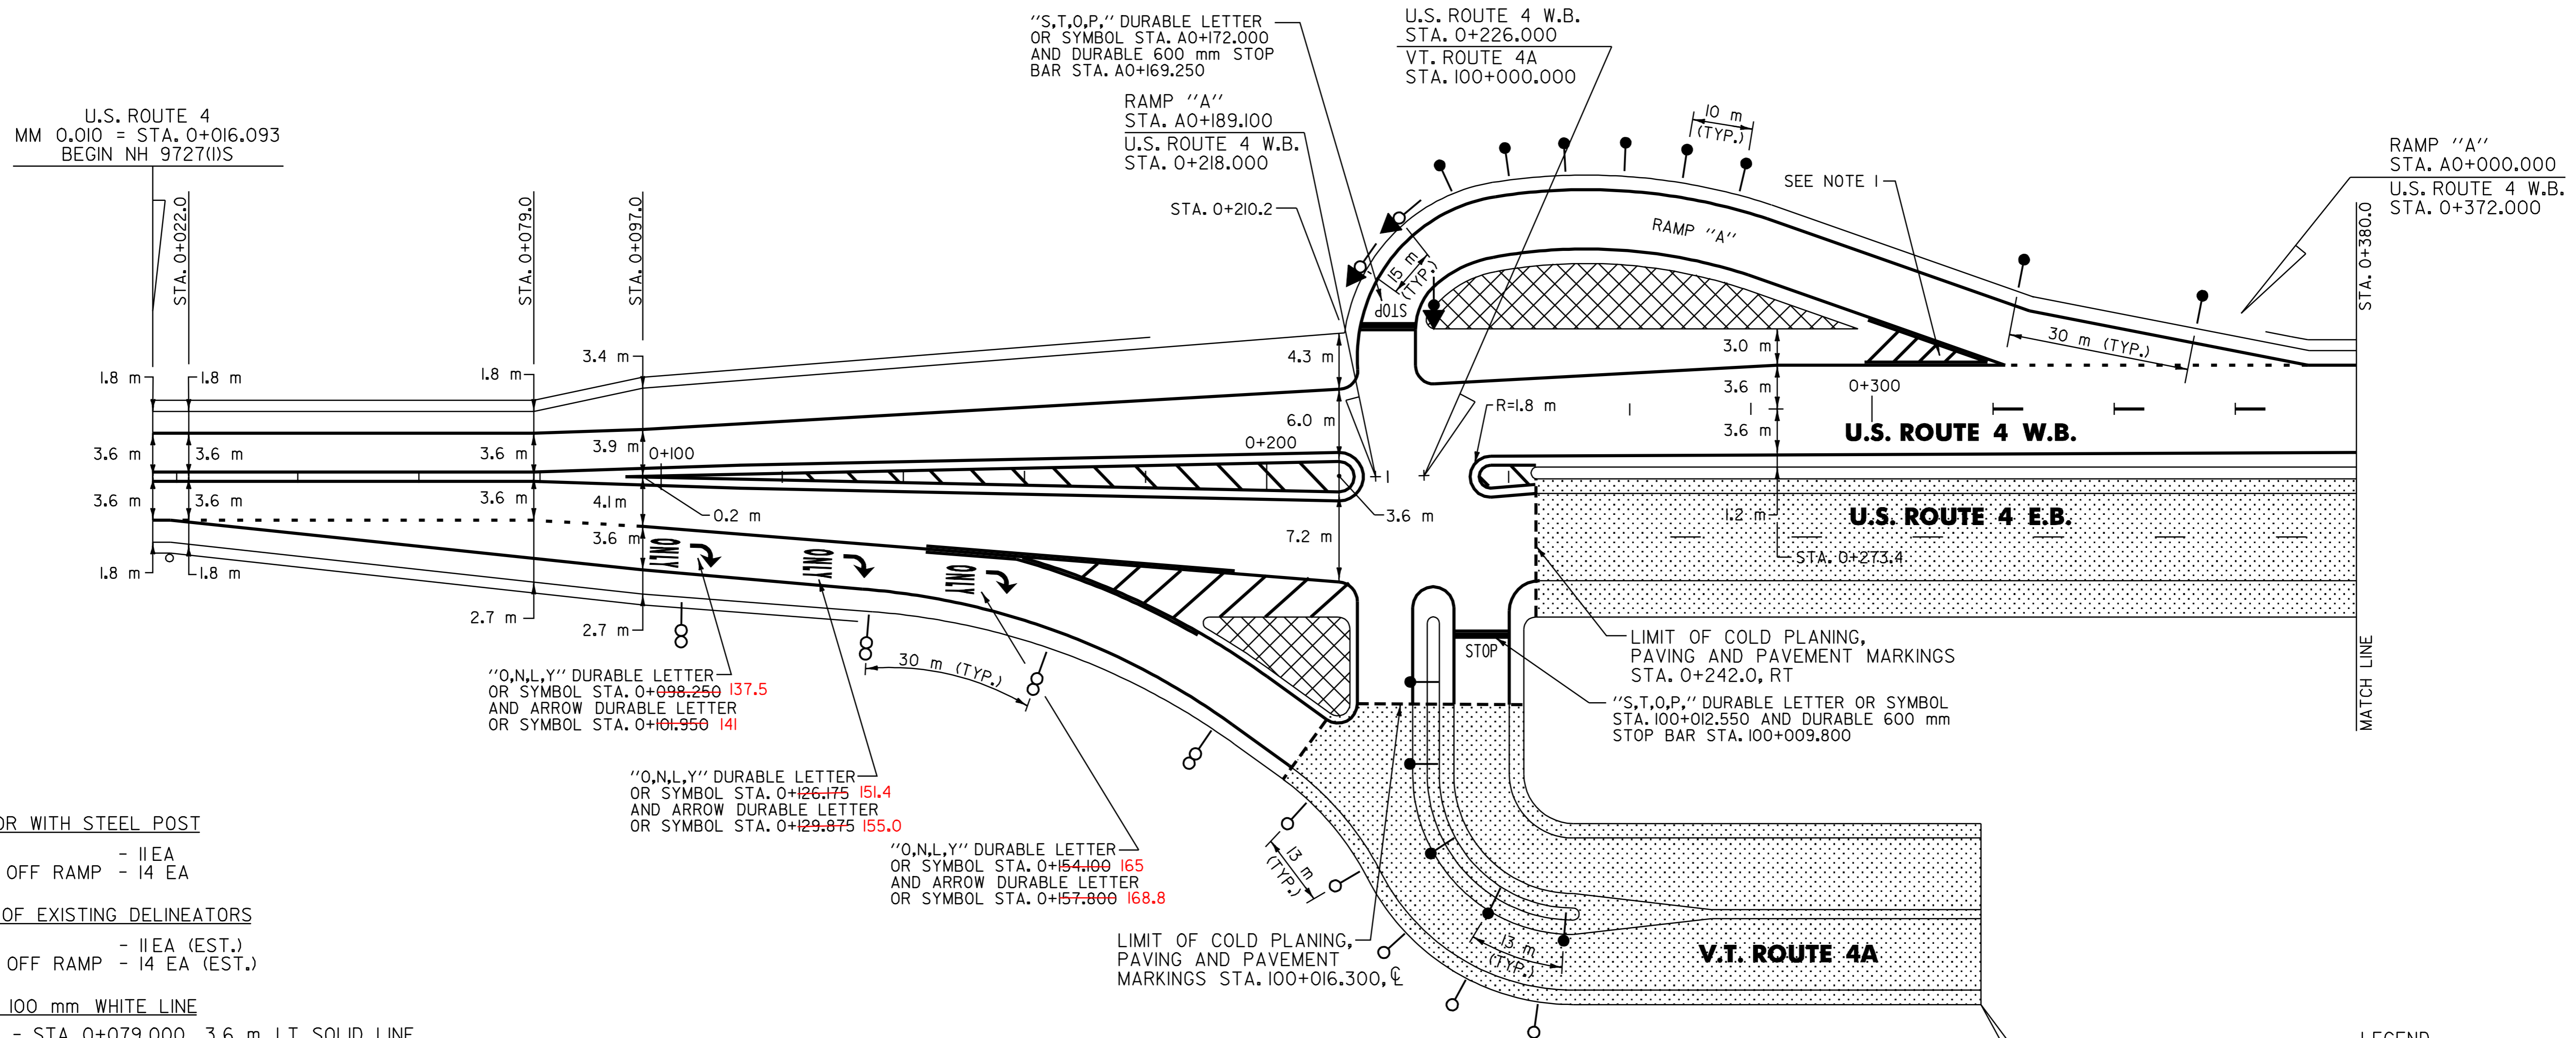 "S,T,O,P," DURABLE LETTER
OR SYMBOL STA. A0+172.000
AND DURABLE 600 mm STOP
BAR STA. A0+169.250
U.S. ROUTE 4 W.B.
STA. 0+226.000
VT. ROUTE 4A
STA. 100+000.000
U.S. ROUTE 4
MM 0.010 = STA. 0+016.093
BEGIN NH 9727(1)S
RAMP "A"
STA. A0+189.100
U.S. ROUTE 4 W.B.
STA. 0+218.000
10 m
(TYP.)
RAMP "A"
STA. A0+000.000
U.S. ROUTE 4 W.B.
STA. 0+372.000
SEE NOTE 1
STA. 0+210.2
STA. 0+022.0
STA. 0+079.0
STA. 0+097.0
RAMP "A"
STA. 0+380.0
15 m
(TYP.)
STOP
30 m (TYP.)
3.4 m
4.3 m
3.0 m
1.8 m
1.8 m
1.8 m
3.6 m
0+300
R=1.8 m
6.0 m
3.6 m
U.S. ROUTE 4 W.B.
3.6 m
3.6 m
3.6 m
3.9 m
0+100
0+200
3.6 m
3.6 m
3.6 m
4.1 m
0.2 m
3.6 m
1.2 m
U.S. ROUTE 4 E.B.
3.6 m
7.2 m
STA. 0+273.4
ONLY
ONLY
ONLY
1.8 m
1.8 m
2.7 m
2.7 m
30 m (TYP.)
STOP
LIMIT OF COLD PLANING,
PAVING AND PAVEMENT MARKINGS
STA. 0+242.0, RT
MATCH LINE
"O,N,L,Y" DURABLE LETTER
OR SYMBOL STA. 0+098.250 137.5
AND ARROW DURABLE LETTER
OR SYMBOL STA. 0+101.950 141
"S,T,O,P," DURABLE LETTER OR SYMBOL
STA. 100+012.550 AND DURABLE 600 mm
STOP BAR STA. 100+009.800
"O,N,L,Y" DURABLE LETTER
OR SYMBOL STA. 0+126.175 151.4
AND ARROW DURABLE LETTER
OR SYMBOL STA. 0+129.875 155.0
"O,N,L,Y" DURABLE LETTER
OR SYMBOL STA. 0+154.100 165
AND ARROW DURABLE LETTER
OR SYMBOL STA. 0+157.800 168.8
13 m
(TYP.)
OR WITH STEEL POST
- 11 EA
OFF RAMP - 14 EA
OF EXISTING DELINEATORS
- 11 EA (EST.)
OFF RAMP - 14 EA (EST.)
LIMIT OF COLD PLANING,
PAVING AND PAVEMENT
MARKINGS STA. 100+016.300, ℄
13 m
(TYP.)
V.T. ROUTE 4A
100 mm WHITE LINE
- STA. 0+079.000, 3.6 m LT SOLID LINE
LEGEND